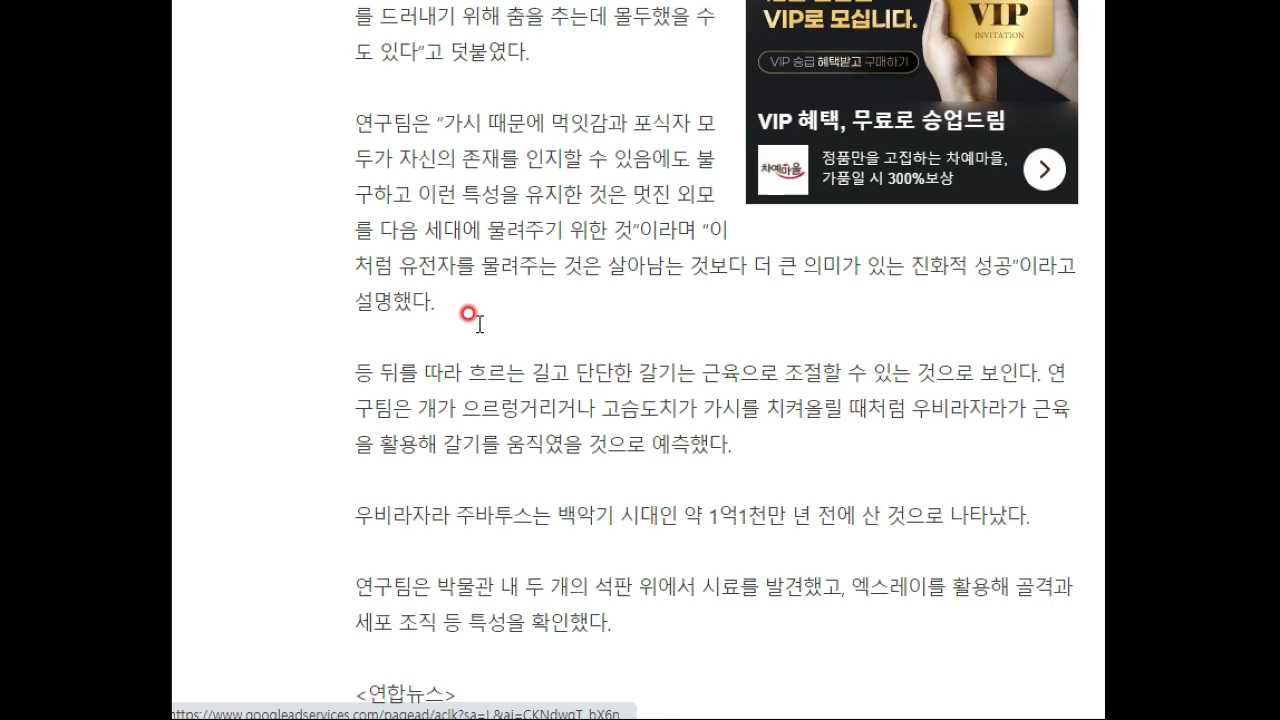 를 드러내기 위해 춤을 추는데 몰두했을 수
도 있다”고 덧붙였다.
연구팀은 “가시 때문에 먹잇감과 포식자 모
두가 자신의 존재를 인지할 수 있음에도 불
구하고 이런 특성을 유지한 것은 멋진 외모
를 다음 세대에 물려주기 위한 것”이라며 “이
처럼 유전자를 물려주는 것은 살아남는 것보다 더 큰 의미가 있는 진화적 성공”이라고
설명했다.
등 뒤를 따라 흐르는 길고 단단한 갈기는 근육으로 조절할 수 있는 것으로 보인다. 연
구팀은 개가 으르렁거리거나 고슴도치가 가시를 치켜올릴 때처럼 우비라자라가 근육
을 활용해 갈기를 움직였을 것으로 예측했다.
우비라자라 주바투스는 백악기 시대인 약 1억1천만 년 전에 산 것으로 나타났다.
연구팀은 박물관 내 두 개의 석판 위에서 시료를 발견했고, 엑스레이를 활용해 골격과
세포 조직 등 특성을 확인했다.
<연합뉴스>
VIP로 모십니다.
VIP
INVITATION
VIP 승급 혜택받고 구매하기
VIP 혜택, 무료로 승업드림
차예마을
정품만을 고집하는 차예마을,
가품일 시 300%보상
https://www.googleadservices.com/pagead/aclk?sa=L&ai=CKNdwgT_bX6n...